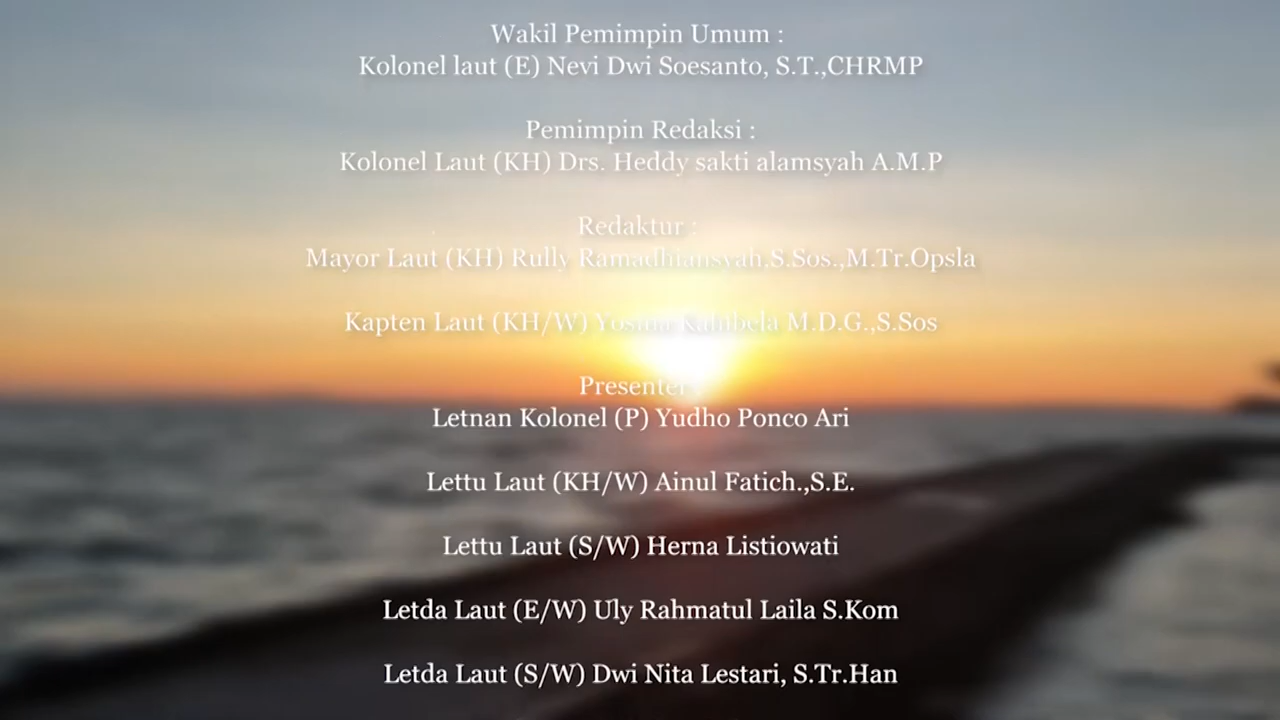 Wakil Pemimpin Umum :
Kolonel laut (E) Nevi Dwi Soesanto, S.T.,CHRMP
Pemimpin Redaksi :
Kolonel Laut (KH) Drs. Heddy sakti alamsyah A.M.P
Redaktur :
Mayor Laut (KH) Rully Ramadhiansyah,S.Sos.,M.Tr.Opsla
Kapten Laut (KH/W) M.D.G.,S.Sos
Presenter :
Letnan Kolonel (P) Yudho Ponco Ari
Lettu Laut (KH/W) Ainul Fatich.,S.E.
Lettu Laut (S/W) Herna Listiowati
Letda Laut (E/W) Uly Rahmatul Laila S.Kom
Letda Laut (S/W) Dwi Nita Lestari, S.Tr.Han